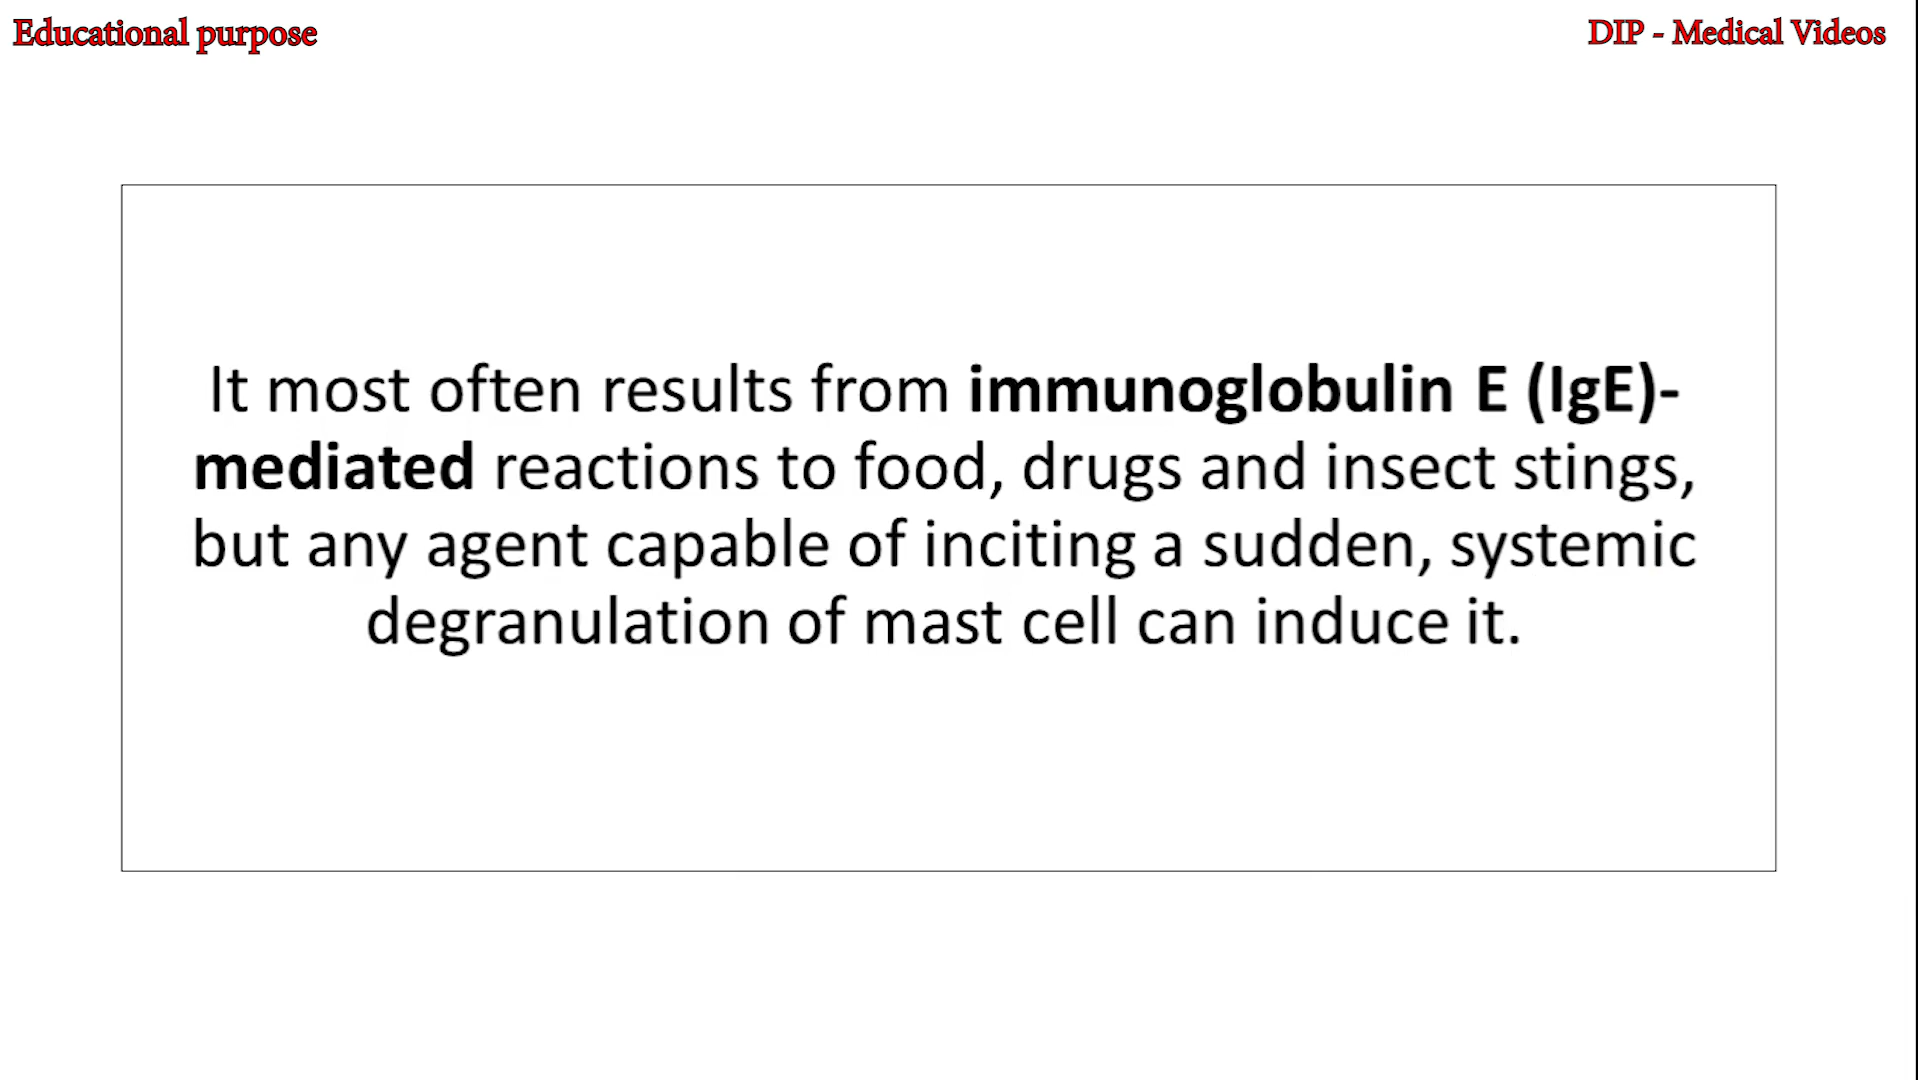 Educational purpose
DIP - Medical Videos
It most often results from immunoglobulin E (IgE)-
mediated reactions to food, drugs and insect stings,
but any agent capable of inciting a sudden, systemic
degranulation of mast cell can induce it.